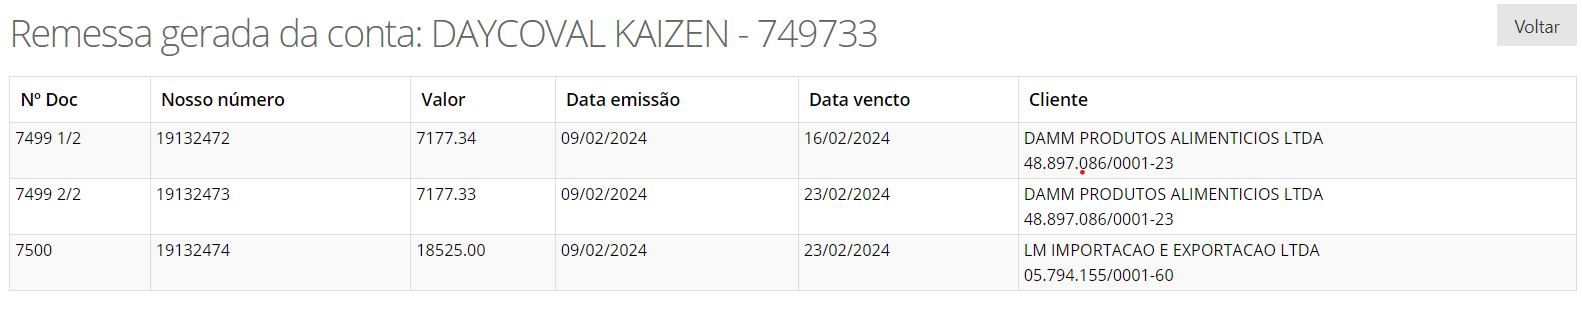 Remessa gerada da conta: DAYCOVAL KAIZEN - 749733
Voltar
Nº Doc Nosso número Valor Data emissão Data vencto Cliente
7499 1/2 19132472 7177.34 09/02/2024 16/02/2024 DAMM PRODUTOS ALIMENTICIOS LTDA
48.897.086/0001-23
7499 2/2 19132473 7177.33 09/02/2024 23/02/2024 DAMM PRODUTOS ALIMENTICIOS LTDA
48.897.086/0001-23
7500 19132474 18525.00 09/02/2024 23/02/2024 LM IMPORTACAO E EXPORTACAO LTDA
05.794.155/0001-60